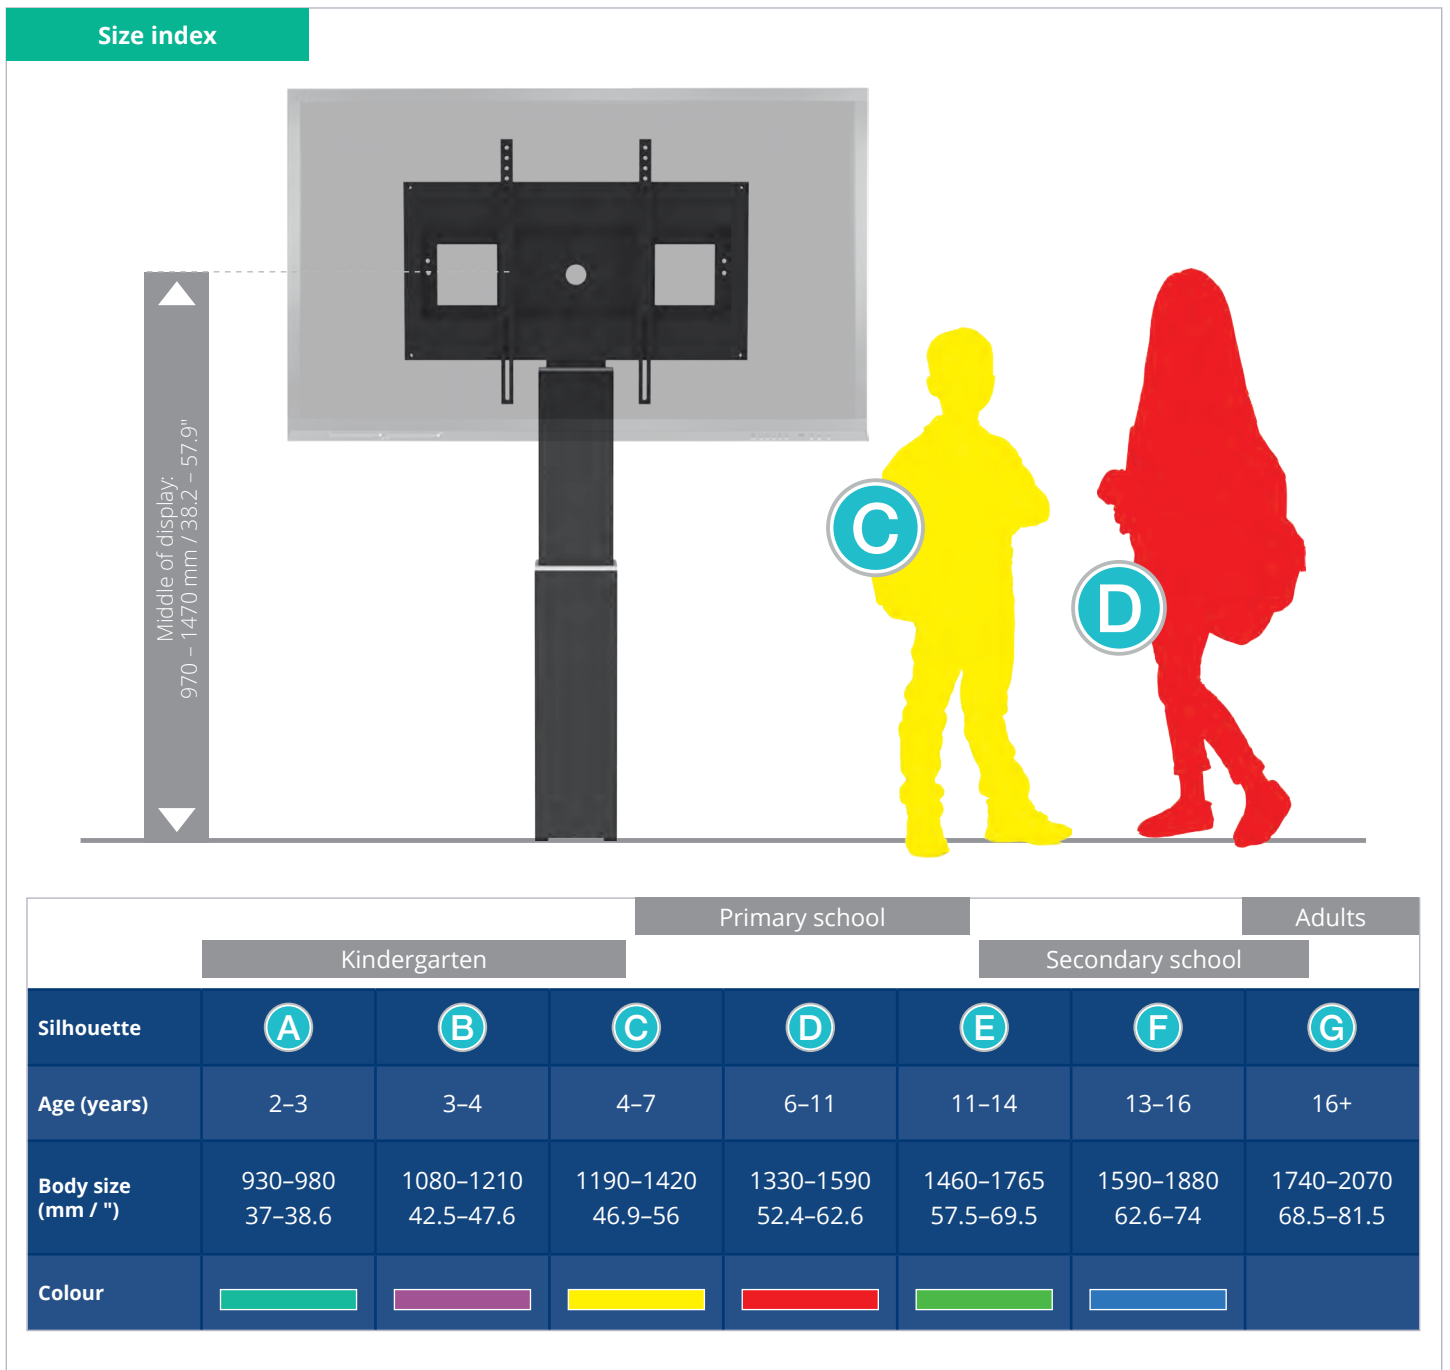 Size index
Middle of display:
970 – 1470 mm / 38.2 – 57.9"
C
D
Primary school
Adults
Kindergarten
Secondary school
Silhouette A B C D E F G
Age (years) 2–3 3–4 4–7 6–11 11–14 13–16 16+
Body size
(mm / ")
930–980 1080–1210 1190–1420 1330–1590 1460–1765 1590–1880 1740–2070
37–38.6 42.5–47.6 46.9–56 52.4–62.6 57.5–69.5 62.6–74 68.5–81.5
Colour